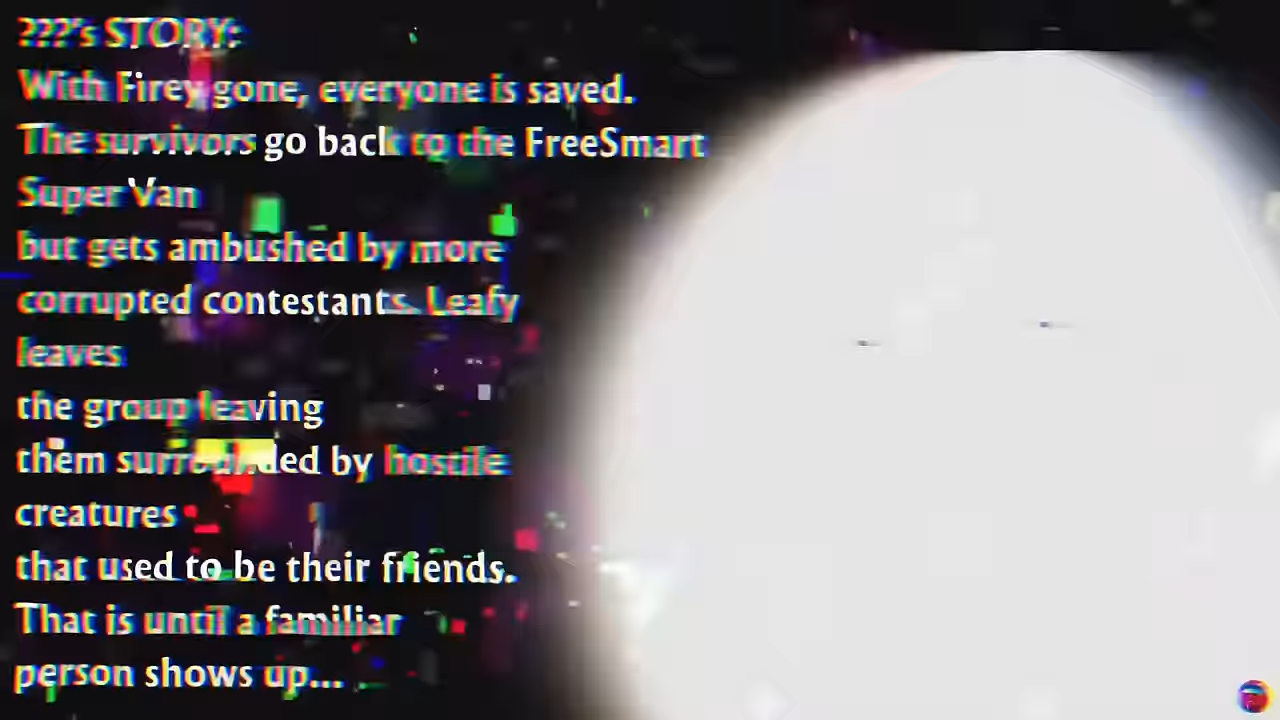 ???'s STORY:
With Firey gone, everyone is saved.
The survivors go back to the FreeSmart
Super Van
but gets ambushed by more
corrupted contestants. Leafy
leaves
the group leaving
them surrounded by hostile
creatures
that used to be their friends.
That is until a familiar
person shows up...